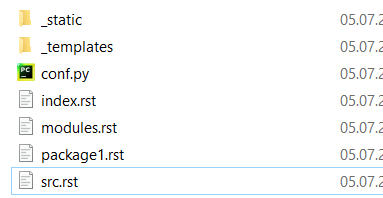 _static 05.07.2
_templates 05.07.2
PC conf.py 05.07.2
index.rst 05.07.2
modules.rst 05.07.2
package1.rst 05.07.2
src.rst 05.07.2